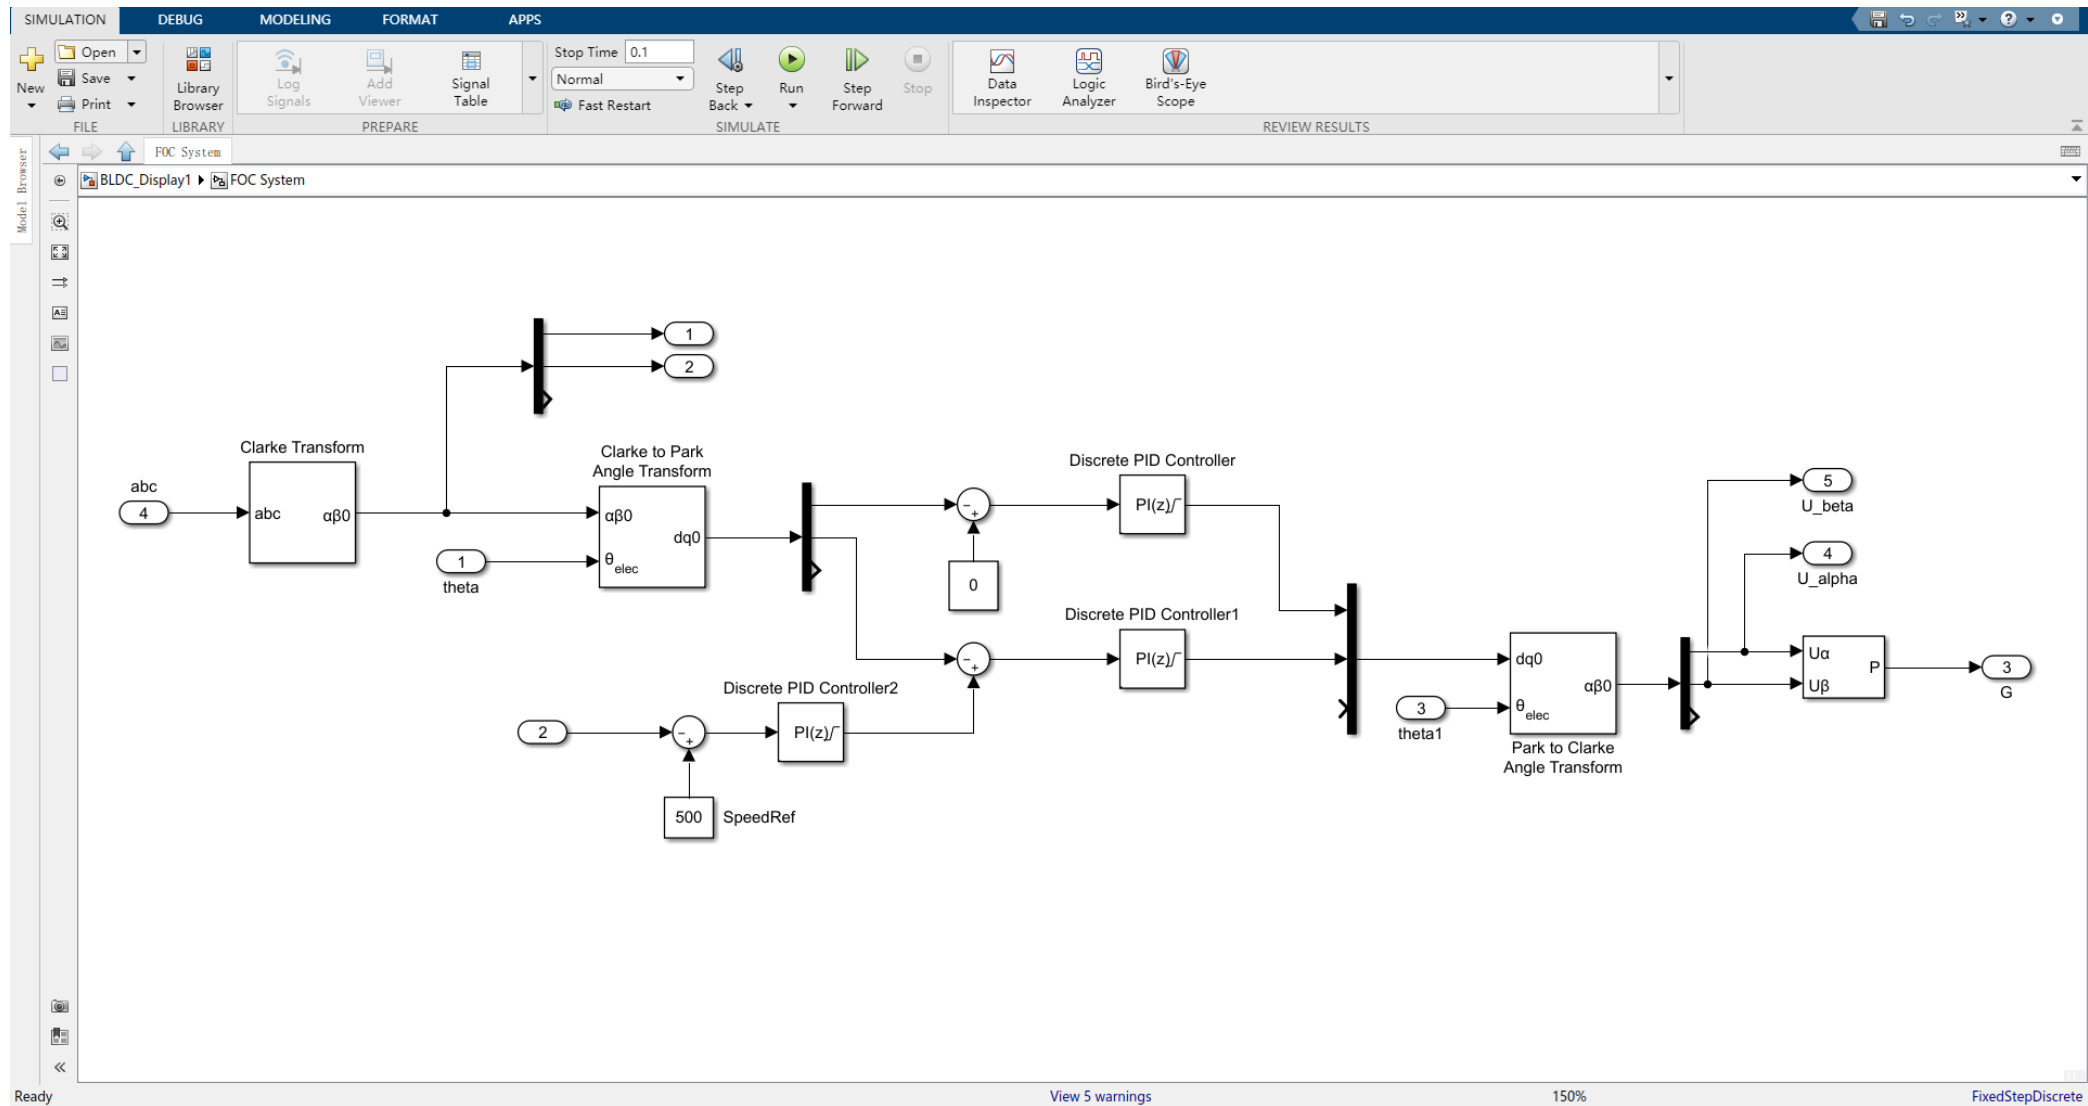 SIMULATION DEBUG MODELING FORMAT APPS
New
Open
Save
Print
FILE
Library
Browser
LIBRARY
Log
Signals
Add
Viewer
Signal
Table
PREPARE
Stop Time 0.1
Normal
Fast Restart
Step
Back
Run
Step
Forward
Stop
SIMULATE
Data
Inspector
Logic
Analyzer
Bird's-Eye
Scope
REVIEW RESULTS
Model Browser
FOC System
BLDC_Display1 FOC System
1
2
Clarke Transform
abc
4
abc
αβ0
Clarke to Park
Angle Transform
αβ0
θelec
dq0
1
theta
Discrete PID Controller
PI(z)
0
Discrete PID Controller1
PI(z)
Discrete PID Controller2
PI(z)
2
500
SpeedRef
3
theta1
dq0
θelec
αβ0
Park to Clarke
Angle Transform
5
U_beta
4
U_alpha
Uα
Uβ
P
3
G
Ready
View 5 warnings
150%
FixedStepDiscrete